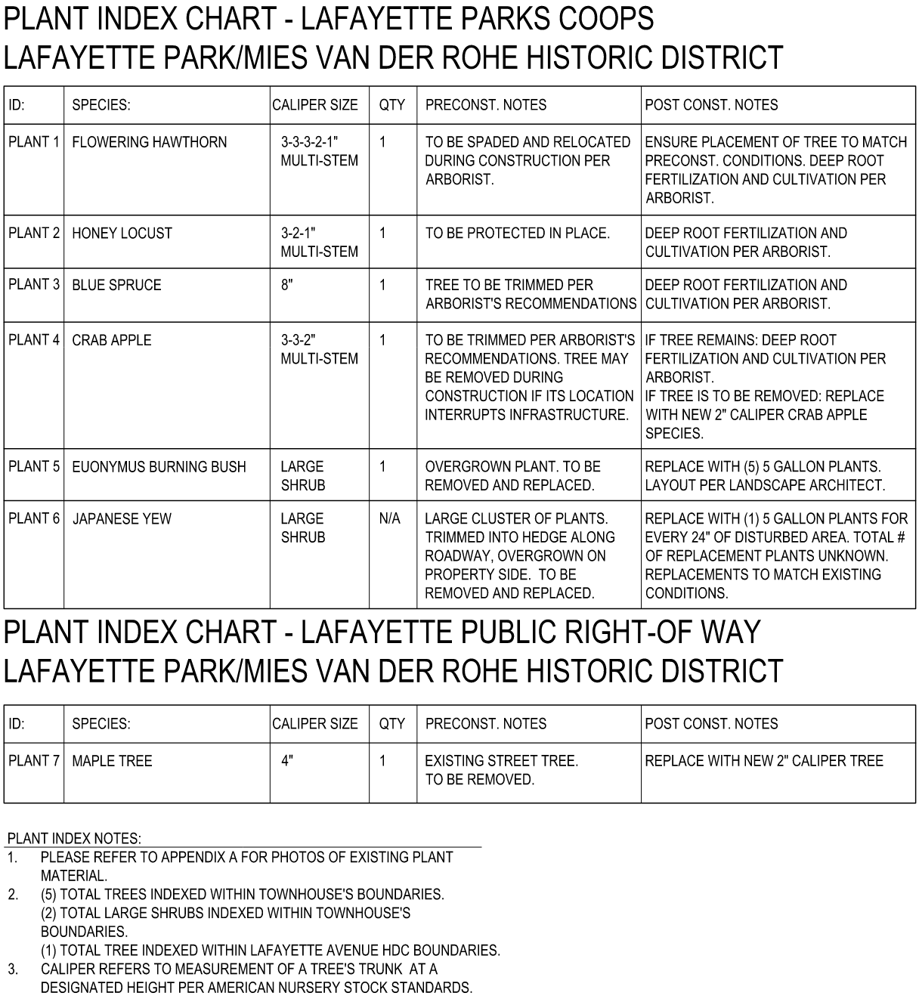 PLANT INDEX CHART - LAFAYETTE PARKS COOPS
LAFAYETTE PARK/MIES VAN DER ROHE HISTORIC DISTRICT
ID: SPECIES: CALIPER SIZE QTY PRECONST. NOTES POST CONST. NOTES
PLANT 1 FLOWERING HAWTHORN 3-3-3-2-1" 1 TO BE SPADED AND RELOCATED ENSURE PLACEMENT OF TREE TO MATCH
MULTI-STEM DURING CONSTRUCTION PER PRECONST. CONDITIONS. DEEP ROOT
ARBORIST. FERTILIZATION AND CULTIVATION PER
ARBORIST.
PLANT 2 HONEY LOCUST 3-2-1" 1 TO BE PROTECTED IN PLACE. DEEP ROOT FERTILIZATION AND
MULTI-STEM CULTIVATION PER ARBORIST.
PLANT 3 BLUE SPRUCE 8" 1 TREE TO BE TRIMMED PER DEEP ROOT FERTILIZATION AND
ARBORIST'S RECOMMENDATIONS CULTIVATION PER ARBORIST.
PLANT 4 CRAB APPLE 3-3-2" 1 TO BE TRIMMED PER ARBORIST'S IF TREE REMAINS: DEEP ROOT
MULTI-STEM RECOMMENDATIONS. TREE MAY FERTILIZATION AND CULTIVATION PER
BE REMOVED DURING ARBORIST.
CONSTRUCTION IF ITS LOCATION IF TREE IS TO BE REMOVED: REPLACE
INTERRUPTS INFRASTRUCTURE. WITH NEW 2" CALIPER CRAB APPLE
SPECIES.
PLANT 5 EUONYMUS BURNING BUSH LARGE 1 OVERGROWN PLANT. TO BE REPLACE WITH (5) 5 GALLON PLANTS.
SHRUB REMOVED AND REPLACED. LAYOUT PER LANDSCAPE ARCHITECT.
PLANT 6 JAPANESE YEW LARGE N/A LARGE CLUSTER OF PLANTS. REPLACE WITH (1) 5 GALLON PLANTS FOR
SHRUB TRIMMED INTO HEDGE ALONG EVERY 24" OF DISTURBED AREA. TOTAL #
ROADWAY, OVERGROWN ON OF REPLACEMENT PLANTS UNKNOWN.
PROPERTY SIDE. TO BE REPLACEMENTS TO MATCH EXISTING
REMOVED AND REPLACED. CONDITIONS.
PLANT INDEX CHART - LAFAYETTE PUBLIC RIGHT-OF WAY
LAFAYETTE PARK/MIES VAN DER ROHE HISTORIC DISTRICT
ID: SPECIES: CALIPER SIZE QTY PRECONST. NOTES POST CONST. NOTES
PLANT 7 MAPLE TREE 4" 1 EXISTING STREET TREE. REPLACE WITH NEW 2" CALIPER TREE
TO BE REMOVED.
PLANT INDEX NOTES:
1. PLEASE REFER TO APPENDIX A FOR PHOTOS OF EXISTING PLANT
MATERIAL.
2. (5) TOTAL TREES INDEXED WITHIN TOWNHOUSE'S BOUNDARIES.
(2) TOTAL LARGE SHRUBS INDEXED WITHIN TOWNHOUSE'S
BOUNDARIES.
(1) TOTAL TREE INDEXED WITHIN LAFAYETTE AVENUE HDC BOUNDARIES.
3. CALIPER REFERS TO MEASUREMENT OF A TREE'S TRUNK AT A
DESIGNATED HEIGHT PER AMERICAN NURSERY STOCK STANDARDS.